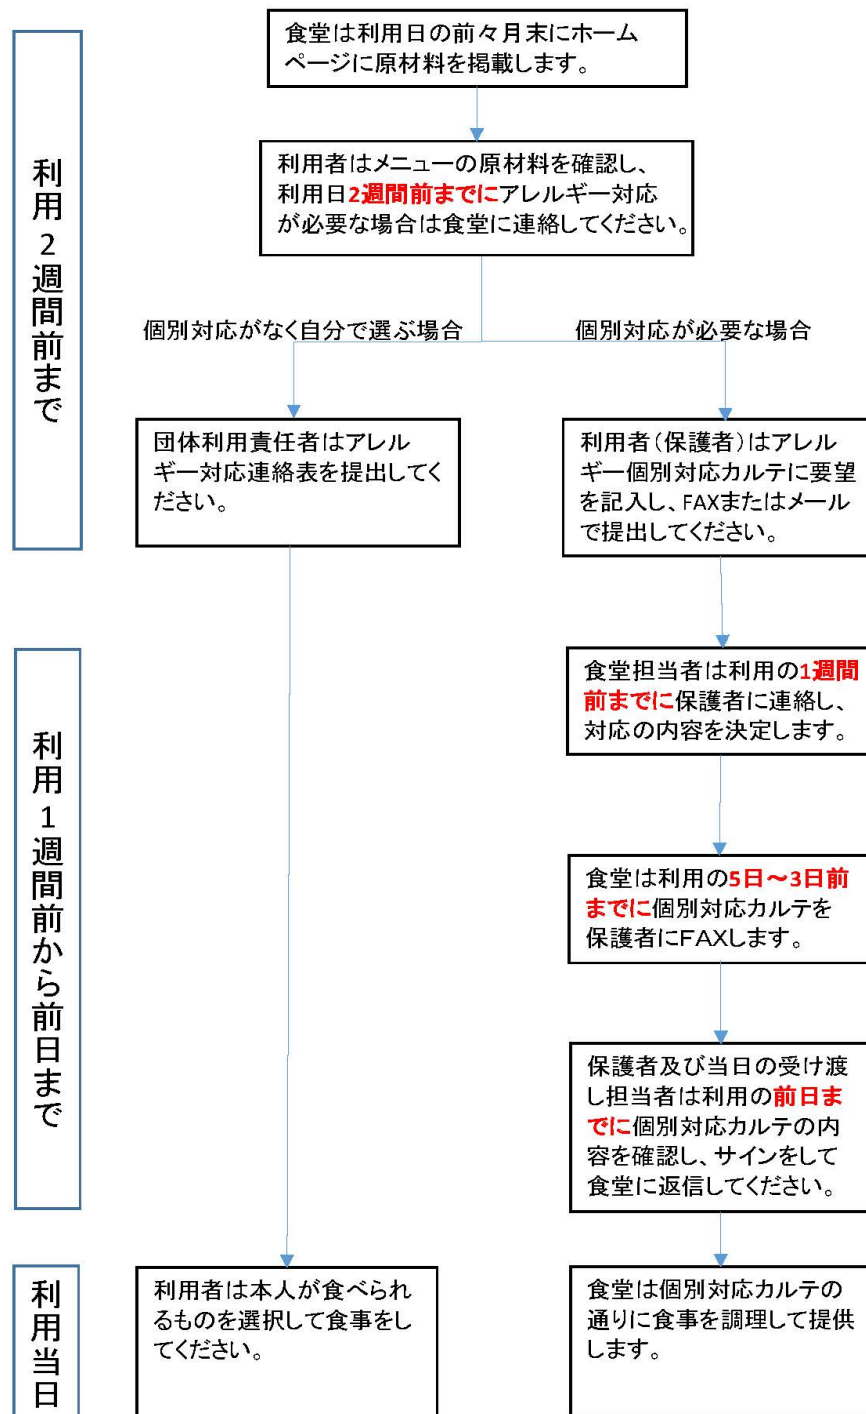 利用2週間前まで
食堂は利用日の前々月末にホーム
ページに原材料を掲載します。
利用者はメニューの原材料を確認し、
利用日2週間前までにアレルギー対応
が必要な場合は食堂に連絡してください。
個別対応がなく自分で選ぶ場合
個別対応が必要な場合
団体利用責任者はアレル
ギー対応連絡表を提出してく
ださい。
利用者(保護者)はアレル
ギー個別対応カルテに要望
を記入し、FAXまたはメール
で提出してください。
利用1週間前から前日まで
食堂担当者は利用の1週間
前までに保護者に連絡し、
対応の内容を決定します。
食堂は利用の5日～3日前
までに個別対応カルテを
保護者にFAXします。
保護者及び当日の受け渡
し担当者は利用の前日ま
でに個別対応カルテの内
容を確認し、サインをして
食堂に返信してください。
利用当日
利用者は本人が食べられ
るものを選択して食事をし
てください。
食堂は個別対応カルテの
通りに食事を調理して提供
します。